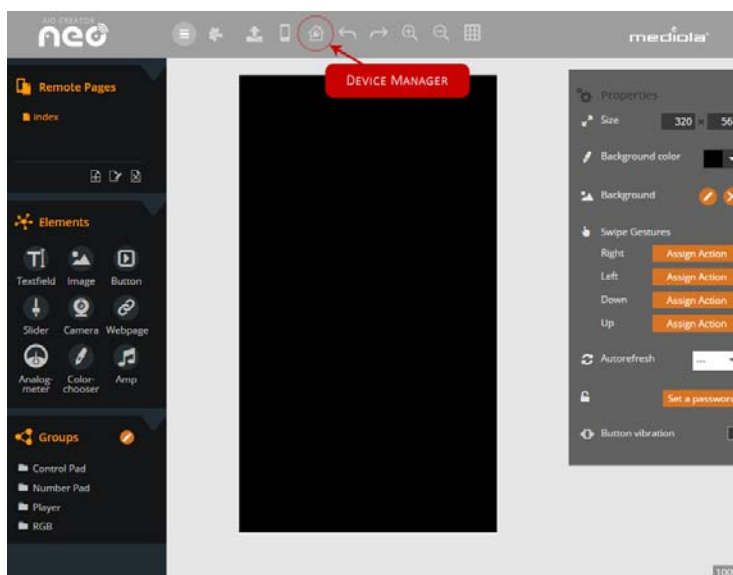 AIO CREATOR
neo
mediola
DEVICE MANAGER
Remote Pages
index
Elements
Textfield Image Button
Slider Camera Webpage
Analog-meter Color-chooser Amp
Groups
Control Pad
Number Pad
Player
RGB
Properties
Size 320 × 56
Background color
Background
Swipe Gestures
Right Assign Action
Left Assign Action
Down Assign Action
Up Assign Action
Autorefresh ...
Set a password
Button vibration
100